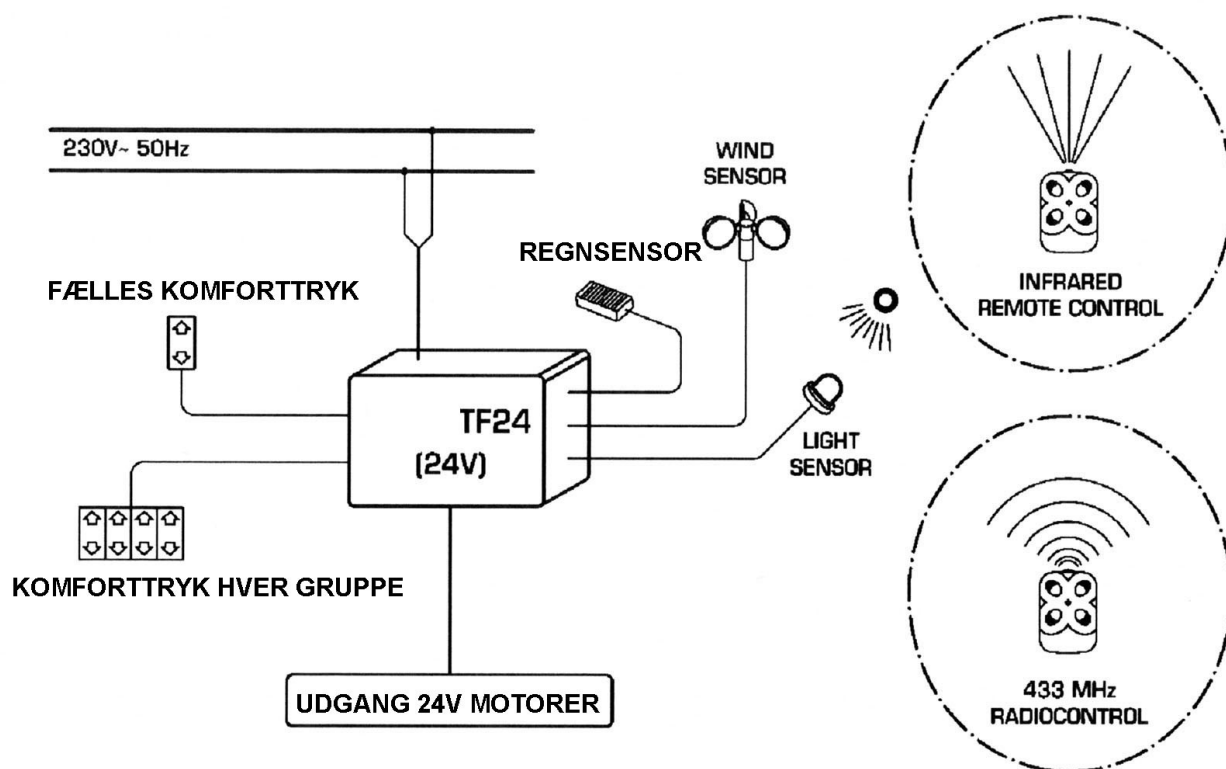 230V~ 50Hz
WIND
SENSOR
REGNSENSOR
FÆLLES KOMFORTTRYK
INFRARED
REMOTE CONTROL
TF24
(24V)
LIGHT
SENSOR
KOMFORTTRYK HVER GRUPPE
UDGANG 24V MOTORER
433 MHz
RADIOCONTROL